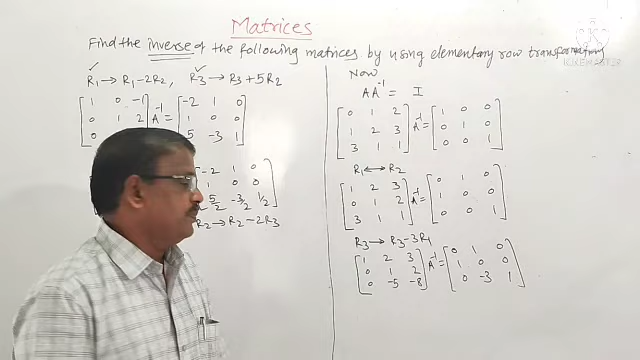 Matrices
Find the inverse of the following matrices by using elementary row transformations
R₁ → R₁ - 2R₂, R₃ → R₃ + 5R₂
[1 0 -1] A⁻¹ = [-2 1 0]
[0 1 2] [1 0 0]
[0 5 -3 1]
-2 1 0
0 0
5/2 -3/2 1/2
R₂ → R₂ - 2R₃
Now
AA⁻¹ = I
[0 1 2] A⁻¹ = [1 0 0]
[1 2 3] [0 1 0]
[3 1 1] [0 0 1]
R₁ ↔ R₂
[1 2 3] A⁻¹ = [0 1 0]
[0 1 2] [1 0 0]
[3 1 1] [0 0 1]
R₃ → R₃ - 3R₁
[1 2 3] A⁻¹ = [0 1 0]
[0 1 2] [1 0 0]
[0 -5 -8] [0 -3 1]
KINEMASTER